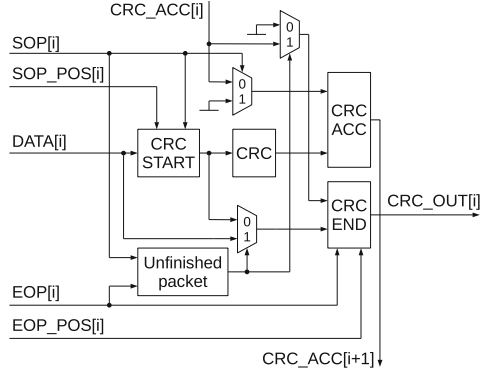 CRC_ACC[i]
0
1
SOP[i]
SOP_POS[i]
0
1
CRC
ACC
DATA[i]
CRC
START
CRC
CRC
END
CRC_OUT[i]
0
1
Unfinished
packet
EOP[i]
EOP_POS[i]
CRC_ACC[i+1]